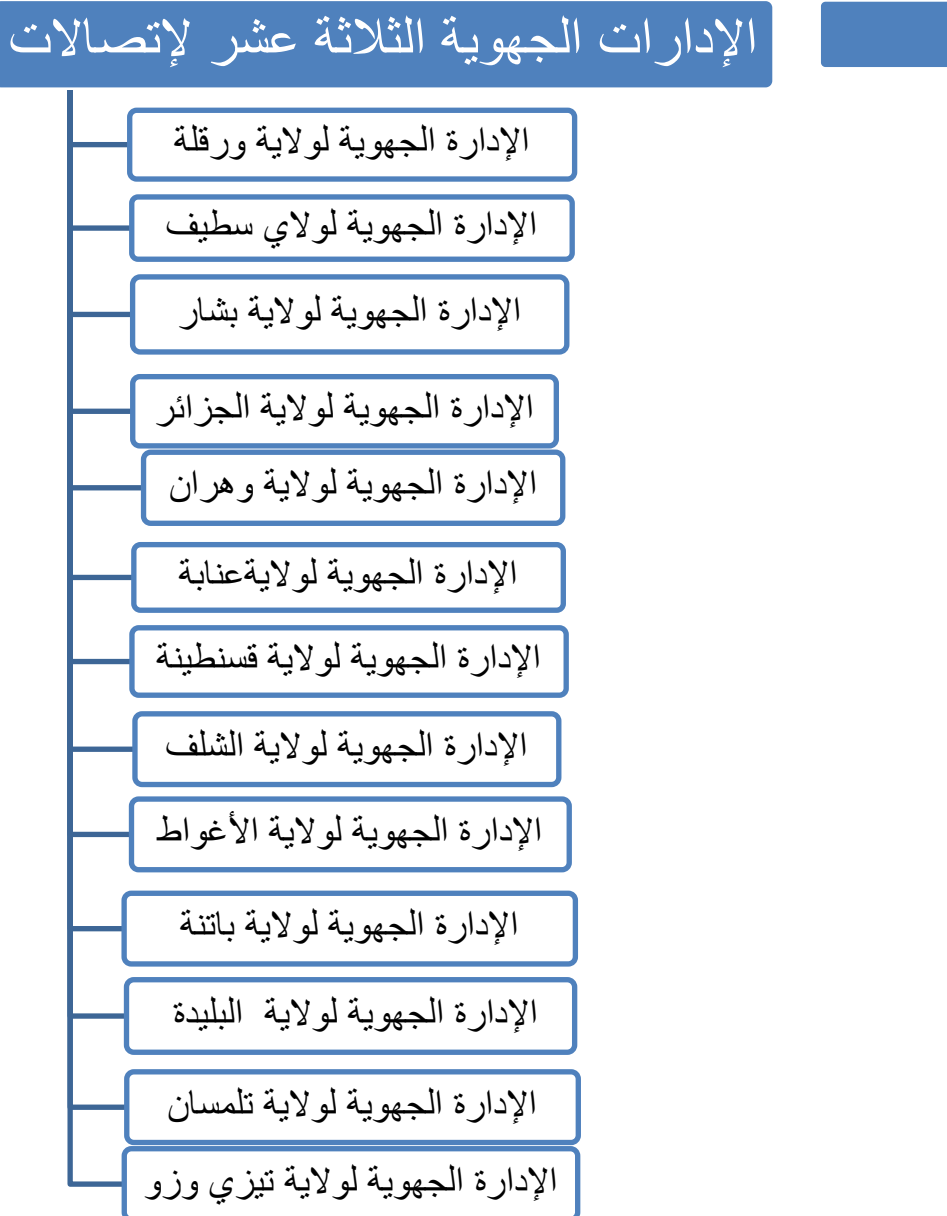 الإدارات الجهوية الثلاثة عشر لإتصالات
الإدارة الجهوية لولاية ورقلة
الإدارة الجهوية لولاي سطيف
الإدارة الجهوية لولاية بشار
الإدارة الجهوية لولاية الجزائر
الإدارة الجهوية لولاية وهران
الإدارة الجهوية لولايةعنابة
الإدارة الجهوية لولاية قسنطينة
الإدارة الجهوية لولاية الشلف
الإدارة الجهوية لولاية الأغواط
الإدارة الجهوية لولاية باتنة
الإدارة الجهوية لولاية  البليدة
الإدارة الجهوية لولاية تلمسان
الإدارة الجهوية لولاية تيزي وزو